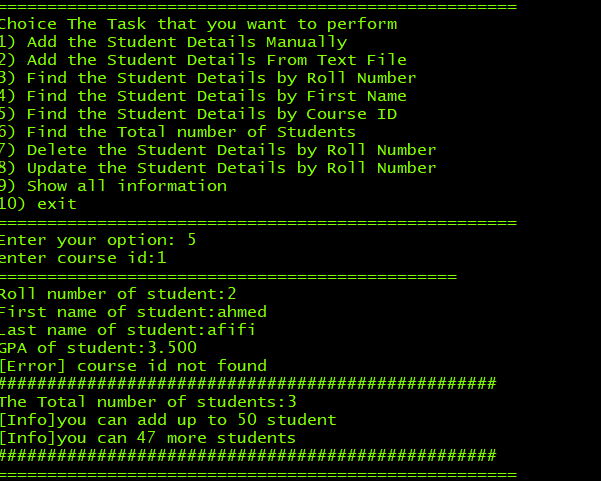 =====================================================
Choice The Task that you want to perform
1) Add the Student Details Manually
2) Add the Student Details From Text File
3) Find the Student Details by Roll Number
4) Find the Student Details by First Name
5) Find the Student Details by Course ID
6) Find the Total number of Students
7) Delete the Student Details by Roll Number
8) Update the Student Details by Roll Number
9) Show all information
10) exit
=====================================================
Enter your option: 5
enter course id:1
===============================================
Roll number of student:2
First name of student:ahmed
Last name of student:afifi
GPA of student:3.500
[Error] course id not found
###################################################
The Total number of students:3
[Info]you can add up to 50 student
[Info]you can 47 more students
###################################################
=====================================================